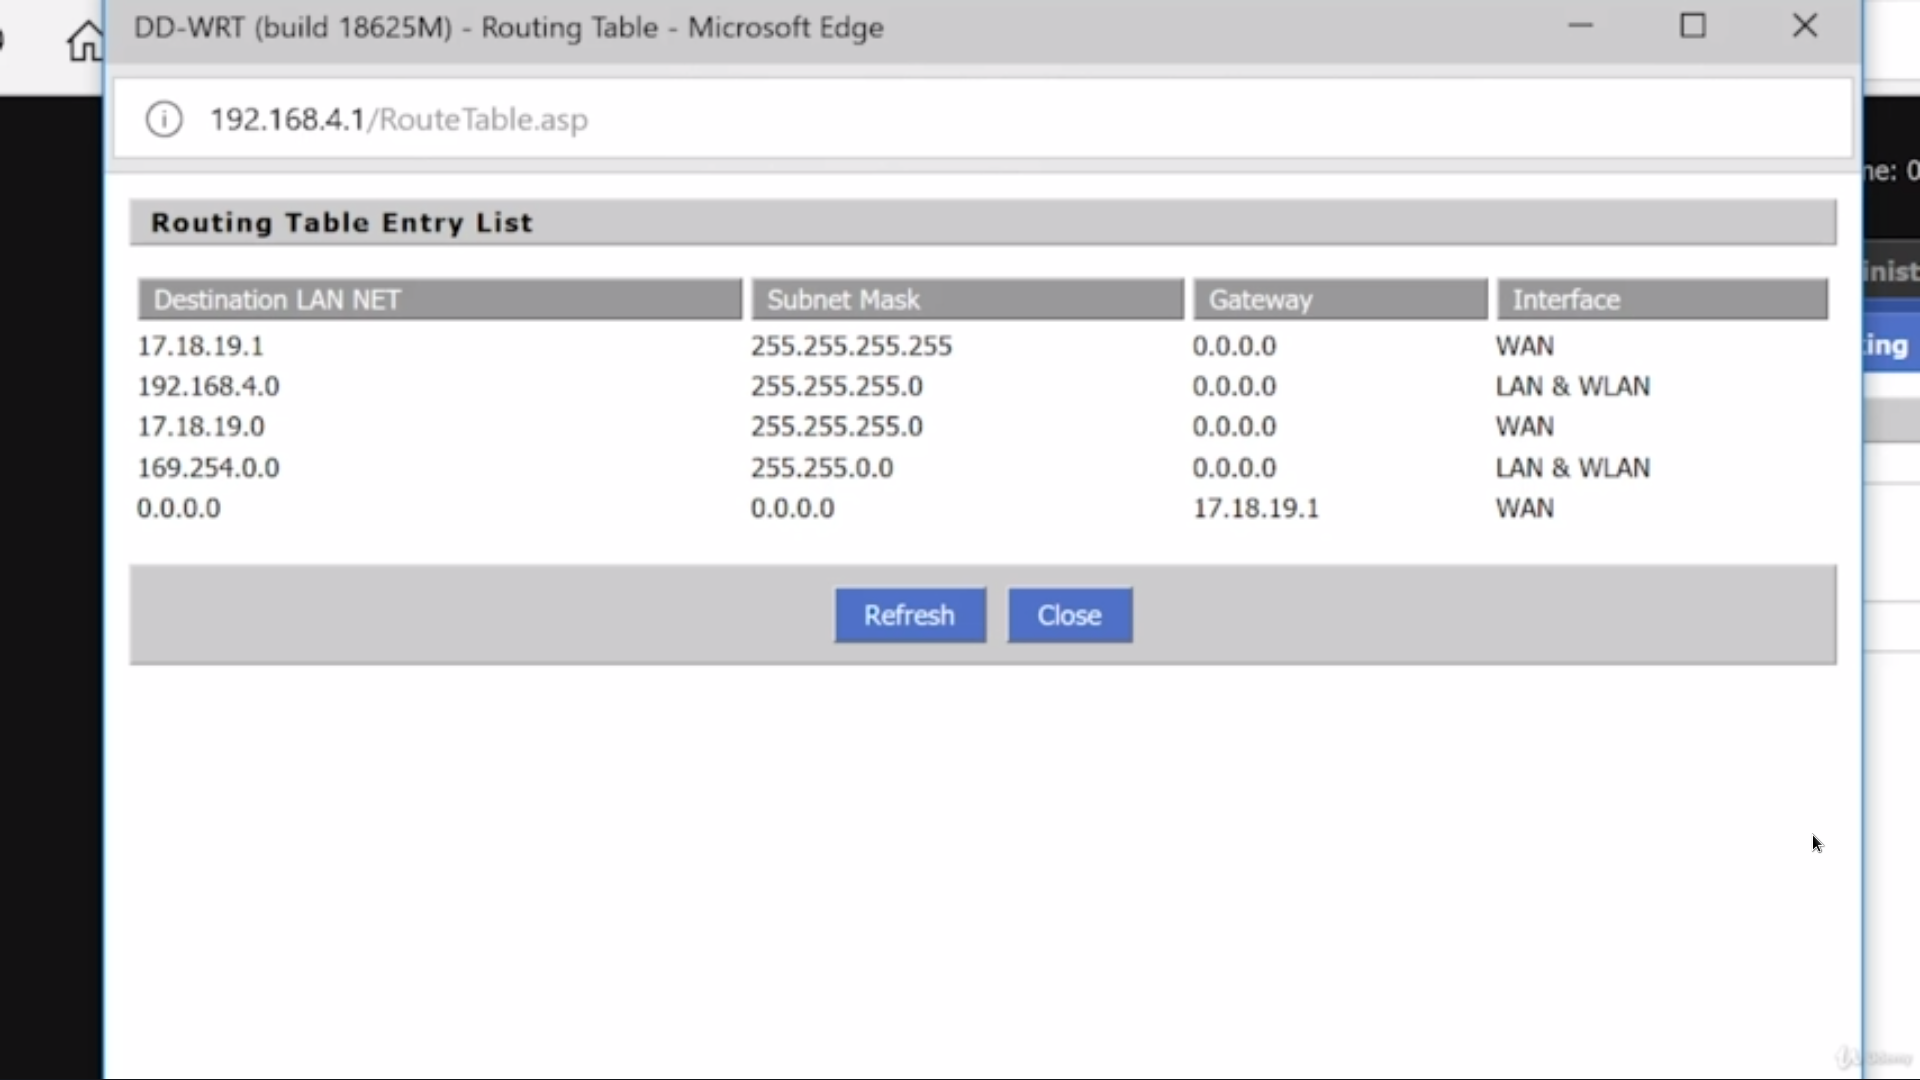 DD-WRT (build 18625M) - Routing Table - Microsoft Edge
192.168.4.1/RouteTable.asp
Routing Table Entry List
Destination LAN NET Subnet Mask Gateway Interface
17.18.19.1 255.255.255.255 0.0.0.0 WAN
192.168.4.0 255.255.255.0 0.0.0.0 LAN & WLAN
17.18.19.0 255.255.255.0 0.0.0.0 WAN
169.254.0.0 255.255.0.0 0.0.0.0 LAN & WLAN
0.0.0.0 0.0.0.0 17.18.19.1 WAN
Refresh Close
me: 0
inist
ing
Udemy